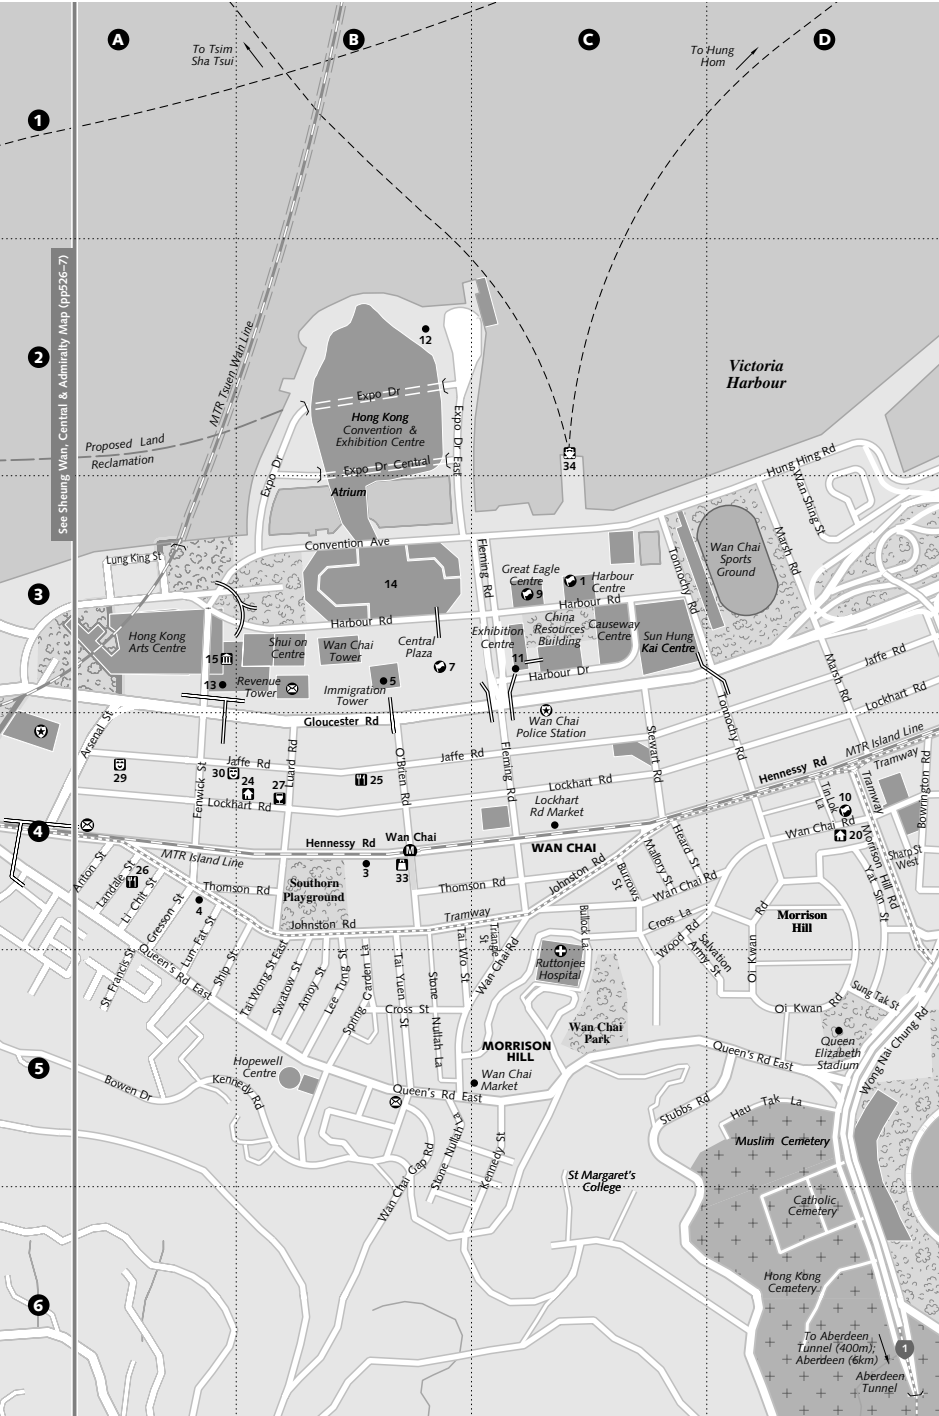 A
B
C
D
To Tsim
Sha Tsui
To Hung
Hom
1
See Sheung Wan, Central & Admiralty Map (pp526–7)
MTR Tsuen Wan Line
2
12
Victoria
Harbour
Expo Dr
Hong Kong
Convention &
Exhibition Centre
Expo Dr East
Proposed Land
Reclamation
Expo Dr
Expo Dr Central
Atrium
34
Hung Hing Rd
Wan Shing St
Convention Ave
Lung King St
Fleming Rd
Marsh Rd
Wan Chai
Sports
Ground
Tonnochy Rd
3
14
Great Eagle
Centre
9
1
Harbour
Centre
Harbour Rd
Harbour Rd
Hong Kong
Arts Centre
Shui on
Centre
Wan Chai
Tower
Central
Plaza
Exhibition
Centre
China
Resources
Building
Causeway
Centre
Sun Hung
Kai Centre
15
13
Revenue
Tower
5
7
11
Harbour Dr
Immigration
Tower
Jaffe Rd
Marsh Rd
Lockhart Rd
Gloucester Rd
Wan Chai
Police Station
Tonnochy Rd
Arsenal St
MTR Island Line
Tramway
Stewart Rd
Fleming Rd
O'Brien Rd
Luard Rd
Jaffe Rd
Jaffe Rd
29
30
24
27
25
Fenwick St
Lockhart Rd
Lockhart Rd
Lockhart
Rd Market
Hennessy Rd
Tin Lok
La
10
Tramway
Bowrington Rd
4
Hennessy Rd
Wan Chai
M
WAN CHAI
Wan Chai Rd
20
MTR Island Line
3
33
Anton St
Landale St
26
Li Chit St
Gresson St
4
Lun Fat St
Thomson Rd
Southorn
Playground
Thomson Rd
Johnston Rd
Burrows
St
Mallory St
Heard St
Wan Chai Rd
Sharp St
West
Morrison Hill Rd
Yat Sin St
Johnston Rd
Tramway
Triangle
St
Bullock La
Cross La
Wood Rd
Salvation
Army St
Oi Kwan
Rd
Morrison
Hill
St Francis St
Queen's Rd East
Ship St
Tai Wong St East
Swatow St
Amoy St
Lee Tung St
Spring Garden La
Tai Yuen
St
Cross St
Stone
Nullah La
Tai Wo St
Wan Chai Rd
Ruttonjee
Hospital
Wan Chai
Park
MORRISON
HILL
Oi Kwan Rd
Sung Tak St
Queen
Elizabeth
Stadium
Wong Nai Chung Rd
5
Bowen Dr
Kennedy Rd
Hopewell
Centre
Wan Chai
Market
Queen's Rd East
Queen's Rd East
Stubbs Rd
Hau Tak La
Muslim Cemetery
Wan Chai Gap Rd
Stone Nullah La
Kennedy St
St Margaret's
College
Catholic
Cemetery
Hong Kong
Cemetery
6
To Aberdeen
Tunnel (400m);
Aberdeen (6km)
1
Aberdeen
Tunnel